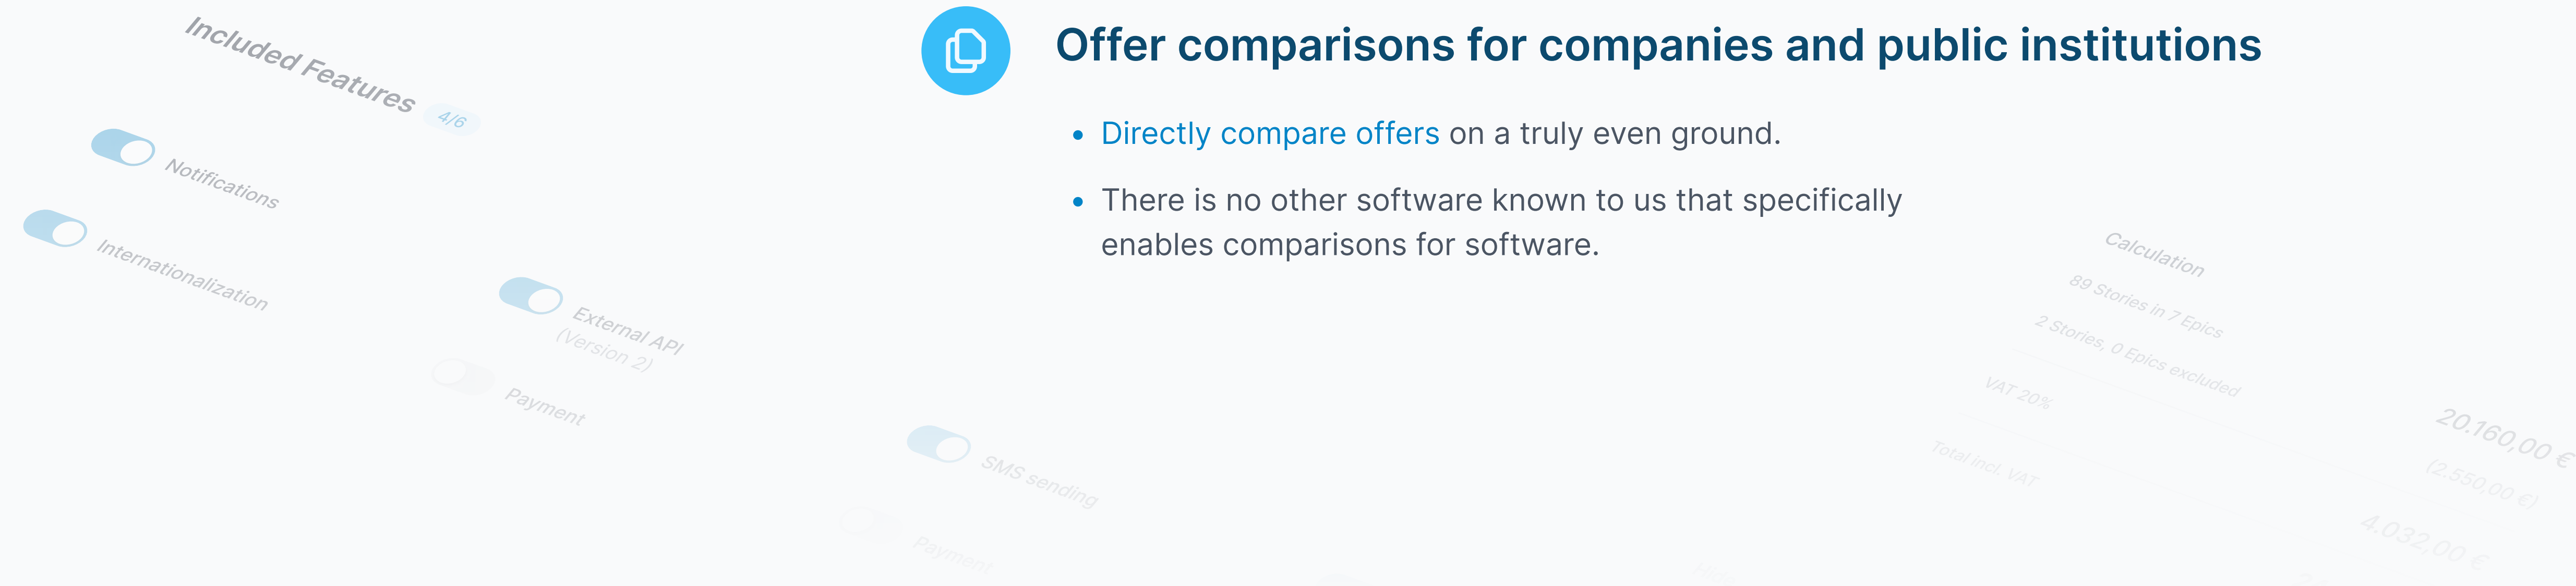 Included Features
4/6
Notifications
Internationalization
External API
(Version 2)
Payment
SMS sending
Payment
Offer comparisons for companies and public institutions
Directly compare offers on a truly even ground.
There is no other software known to us that specifically
enables comparisons for software.
Calculation
89 Stories in 7 Epics
20.160,00 €
2 Stories, 0 Epics excluded
(2.550,00 €)
VAT 20%
4.032,00 €
Total incl. VAT